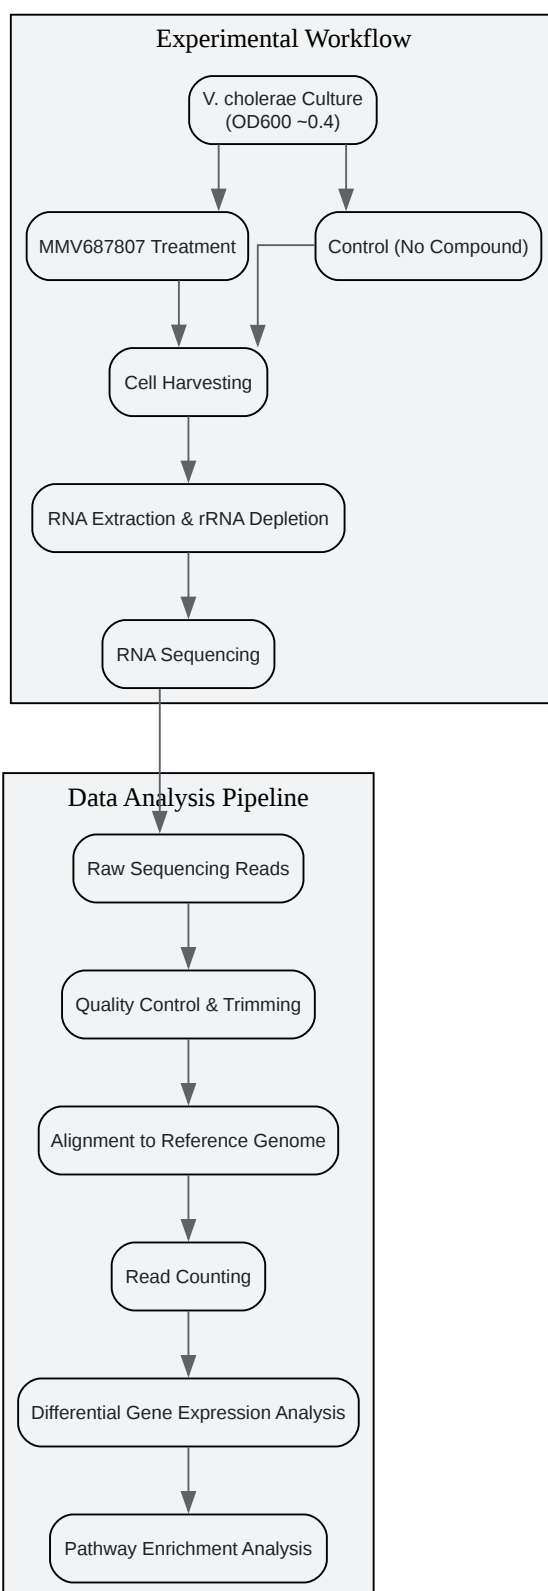 Experimental Workflow
V. cholerae Culture
(OD600 ~0.4)
MMV687807 Treatment
Control (No Compound)
Cell Harvesting
RNA Extraction & rRNA Depletion
RNA Sequencing
Data Analysis Pipeline
Raw Sequencing Reads
Quality Control & Trimming
Alignment to Reference Genome
Read Counting
Differential Gene Expression Analysis
Pathway Enrichment Analysis